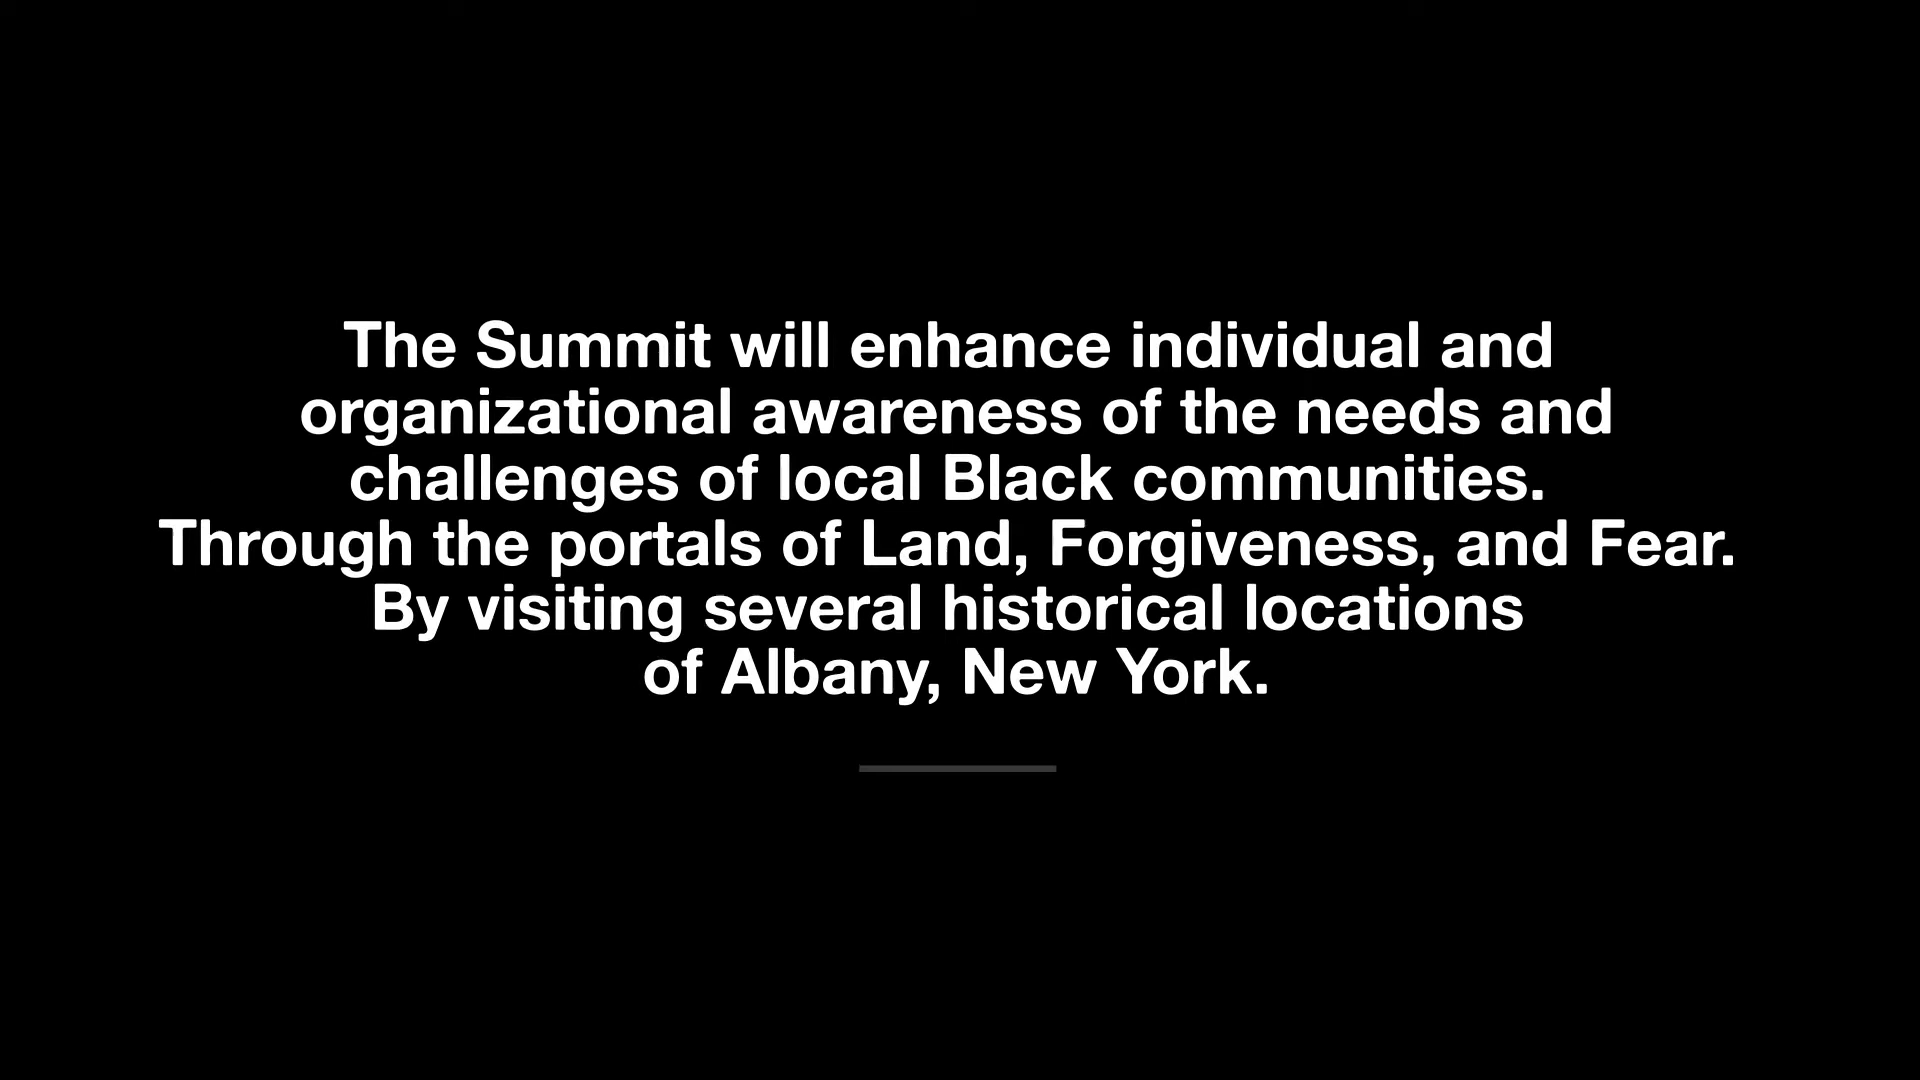 The Summit will enhance individual and
organizational awareness of the needs and
challenges of local Black communities.
Through the portals of Land, Forgiveness, and Fear.
By visiting several historical locations
of Albany, New York.